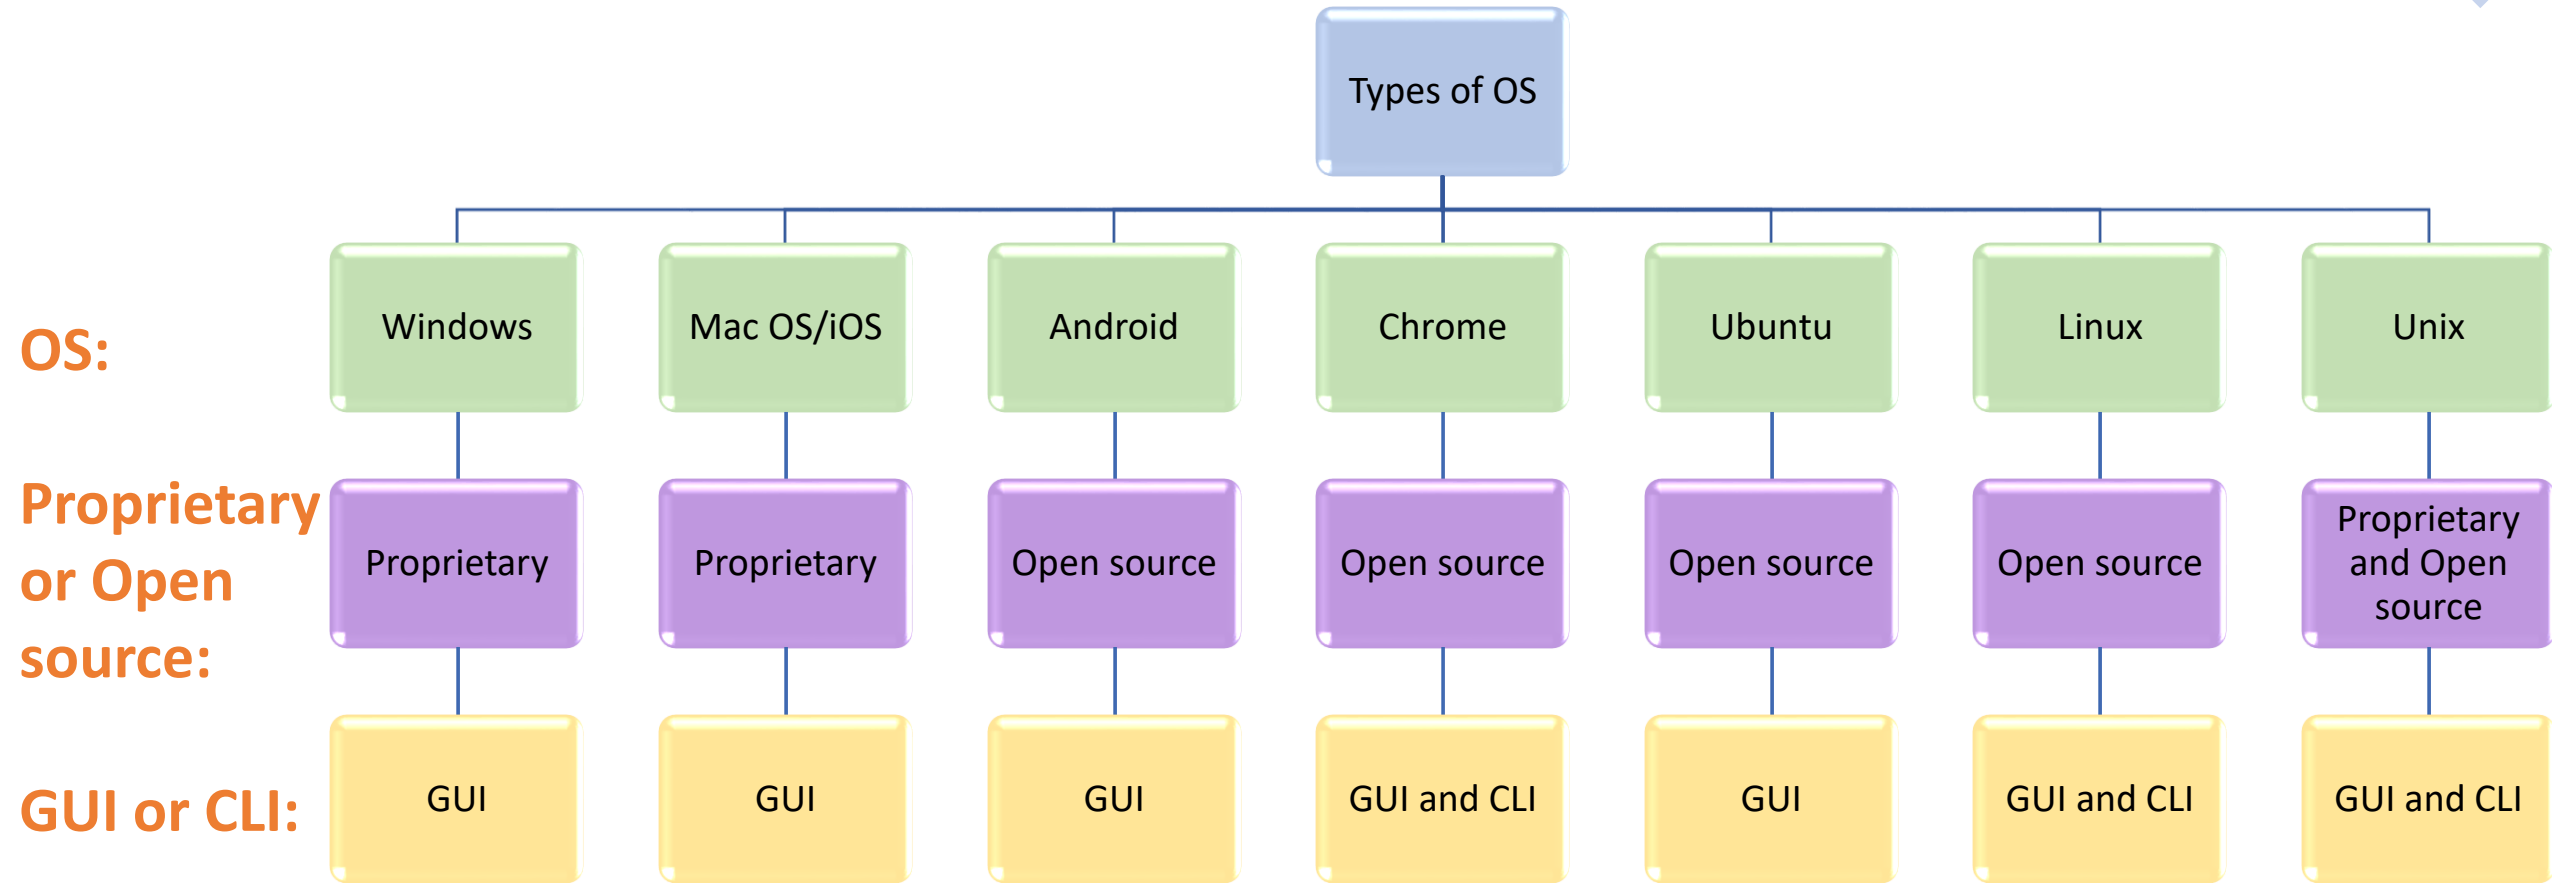 Types of OS
OS:
Windows
Mac OS/iOS
Android
Chrome
Ubuntu
Linux
Unix
Proprietary
or Open
source:
Proprietary
Proprietary
Open source
Open source
Open source
Open source
Proprietary
and Open
source
GUI or CLI:
GUI
GUI
GUI
GUI and CLI
GUI
GUI and CLI
GUI and CLI